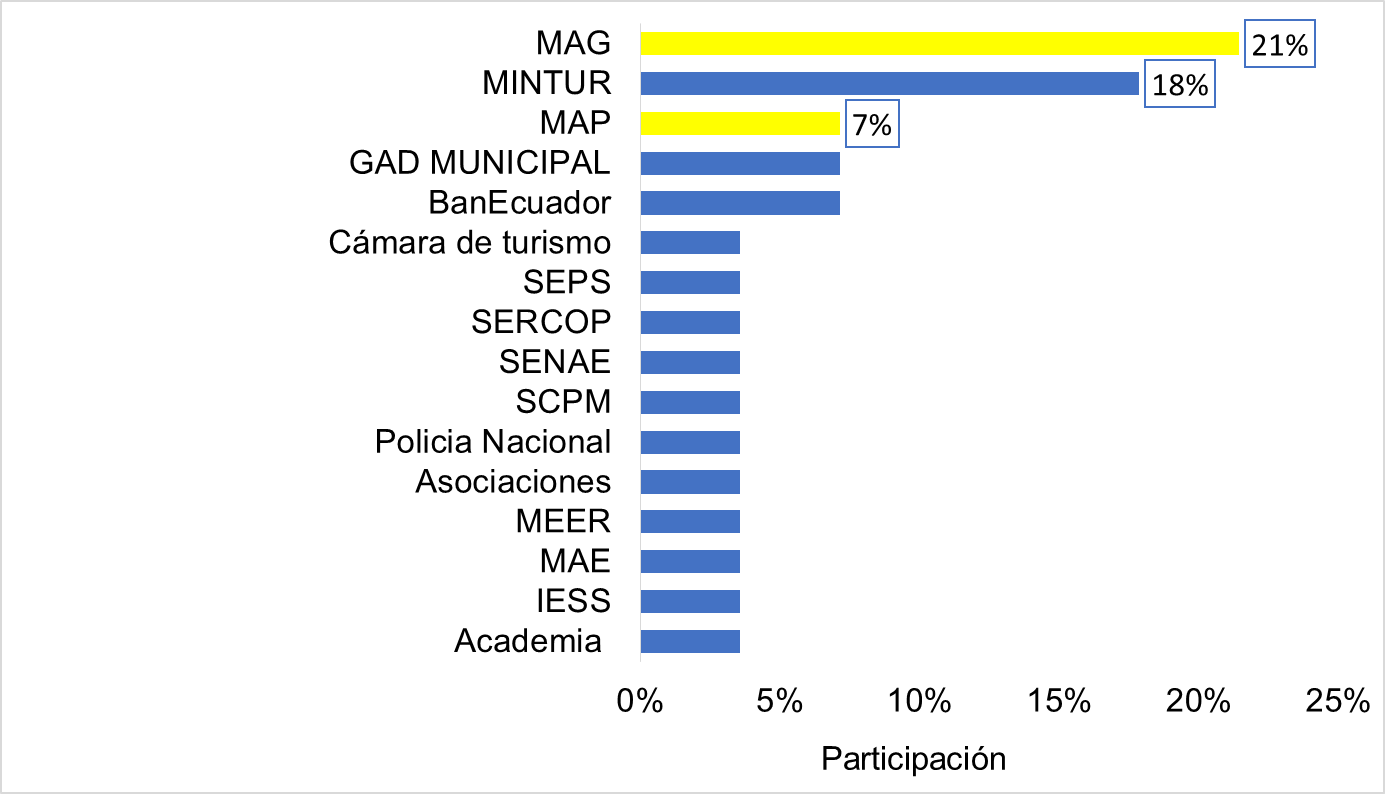 MAG 21%
MINTUR 18%
MAP 7%
GAD MUNICIPAL
BanEcuador
Cámara de turismo
SEPS
SERCOP
SENAE
SCPM
Policia Nacional
Asociaciones
MEER
MAE
IESS
Academia
0% 5% 10% 15% 20% 25%
Participación